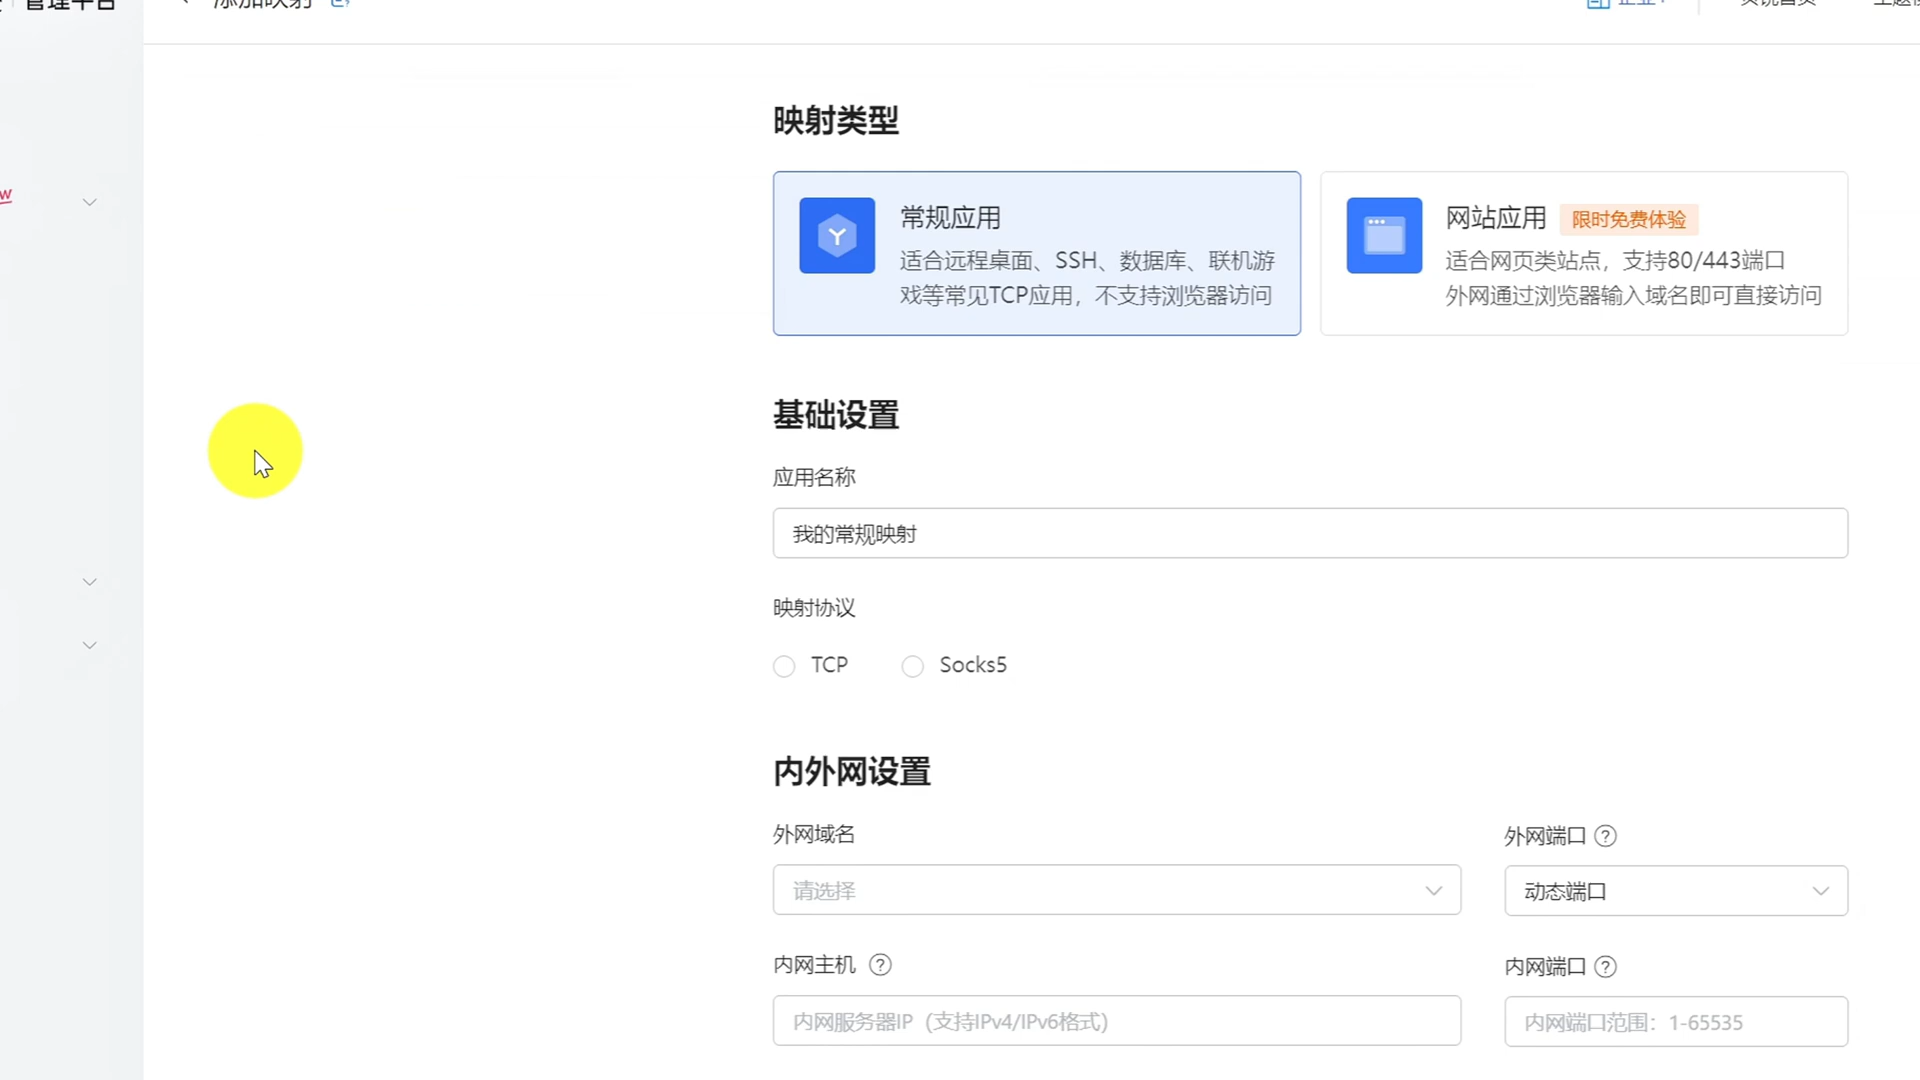 管理平台
添加映射
企业
主题
映射类型
常规应用
适合远程桌面、SSH、数据库、联机游
戏等常见TCP应用，不支持浏览器访问
网站应用 限时免费体验
适合网页类站点，支持80/443端口
外网通过浏览器输入域名即可直接访问
基础设置
应用名称
我的常规映射
映射协议
TCP
Socks5
内外网设置
外网域名
外网端口
请选择
动态端口
内网主机
内网端口
内网服务器IP（支持IPv4/IPv6格式）
内网端口范围：1-65535